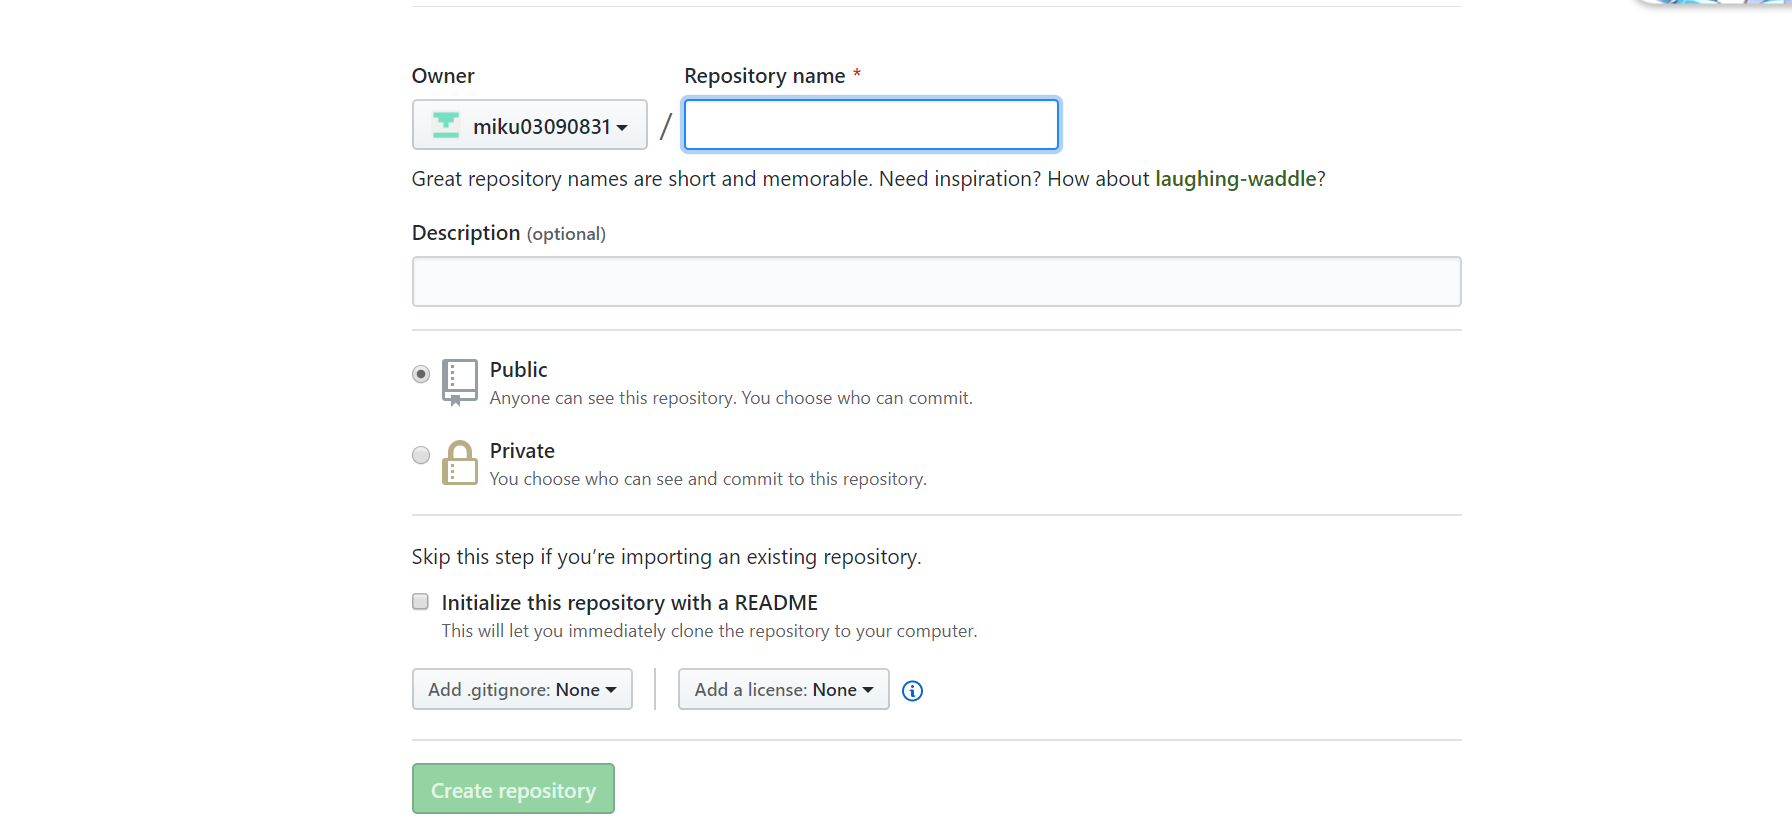 Owner
Repository name *
miku03090831 /
Great repository names are short and memorable. Need inspiration? How about laughing-waddle?
Description (optional)
Public
Anyone can see this repository. You choose who can commit.
Private
You choose who can see and commit to this repository.
Skip this step if you’re importing an existing repository.
Initialize this repository with a README
This will let you immediately clone the repository to your computer.
Add .gitignore: None
Add a license: None
Create repository